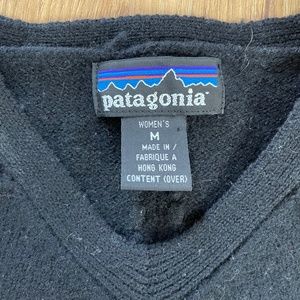 patagonia
WOMEN'S
M
MADE IN /
FABRIQUE A
HONG KONG
CONTENT (OVER)